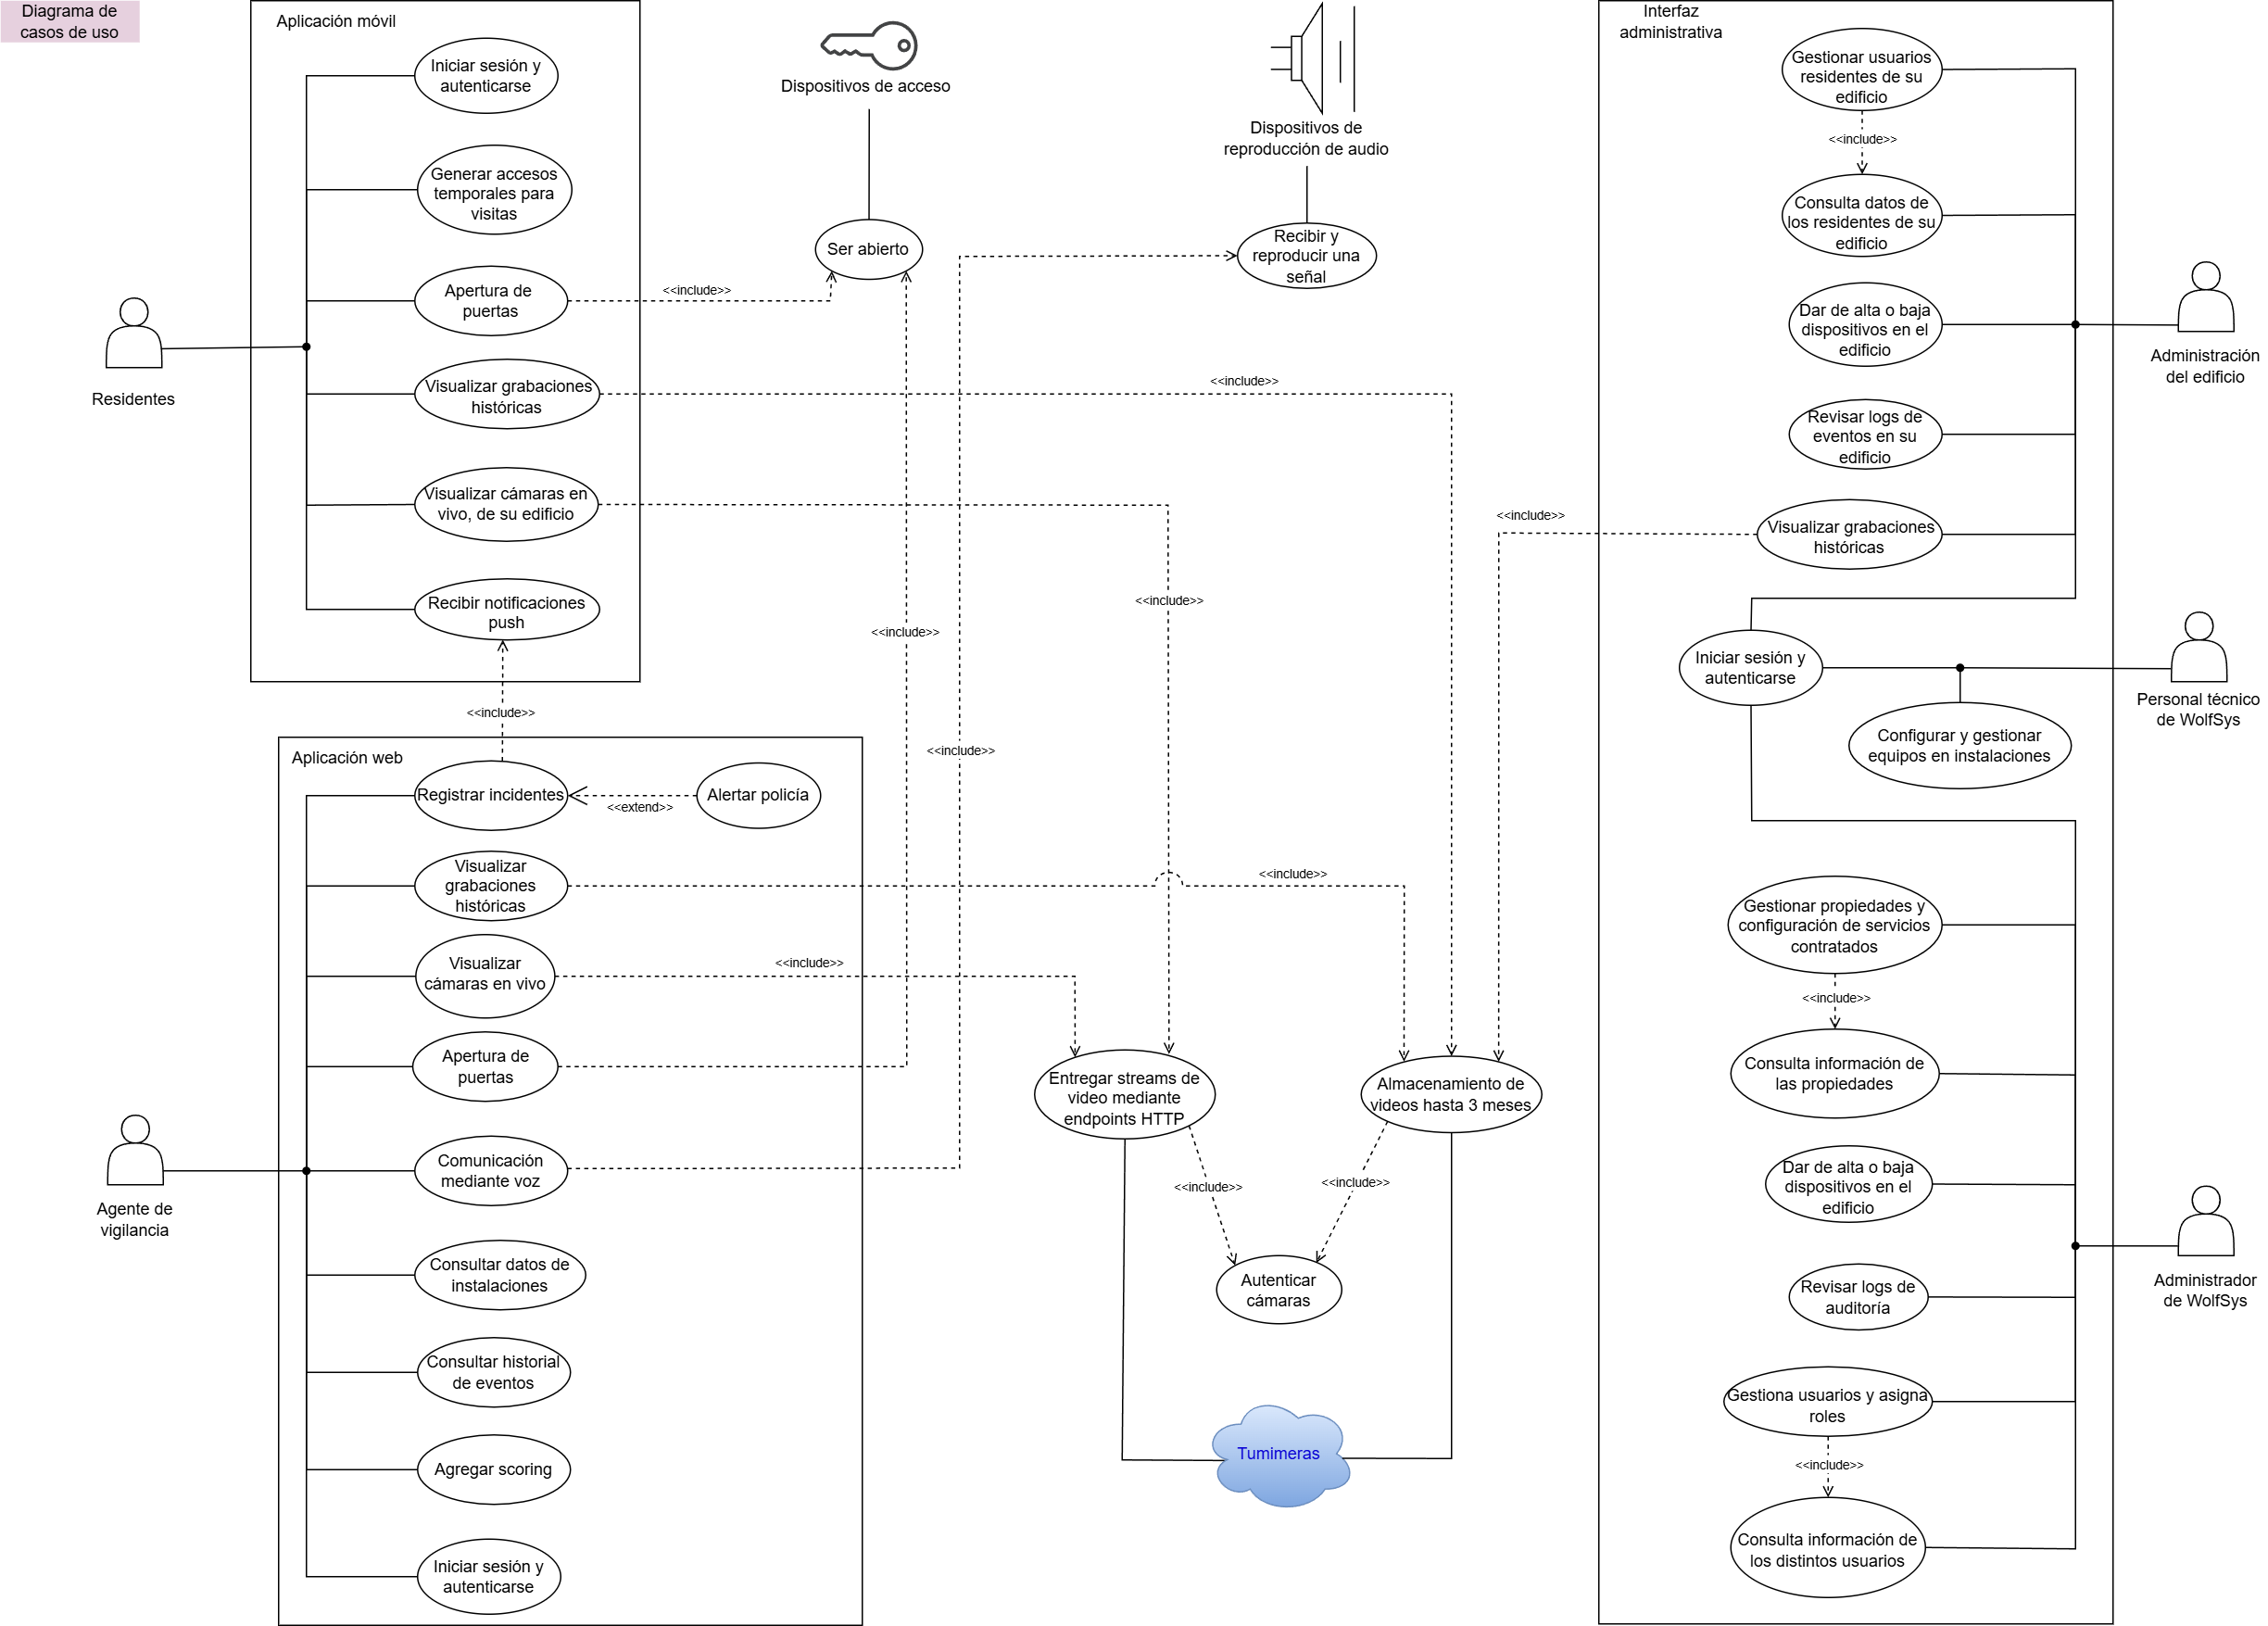 Diagrama de
casos de uso
Aplicación móvil
Iniciar sesión y
autenticarse
Generar accesos
temporales para
visitas
Apertura de
puertas
<<include>>
Visualizar grabaciones
históricas
<<include>>
Visualizar cámaras en
vivo, de su edificio
<<include>>
Recibir notificaciones
push
<<include>>
Residentes
Dispositivos de acceso
Ser abierto
Dispositivos de
reproducción de audio
Recibir y
reproducir una
señal
Aplicación web
Registrar incidentes
<<extend>>
Alertar policía
Visualizar
grabaciones
históricas
<<include>>
Visualizar
cámaras en vivo
<<include>>
Apertura de
puertas
<<include>>
Comunicación
mediante voz
<<include>>
Consultar datos de
instalaciones
Consultar historial
de eventos
Agregar scoring
Iniciar sesión y
autenticarse
Agente de
vigilancia
Entregar streams de
video mediante
endpoints HTTP
Almacenamiento de
videos hasta 3 meses
<<include>>
<<include>>
Autenticar
cámaras
Tumimeras
Interfaz
administrativa
Gestionar usuarios
residentes de su
edificio
<<include>>
Consulta datos de
los residentes de su
edificio
Dar de alta o baja
dispositivos en el
edificio
Revisar logs de
eventos en su
edificio
<<include>>
Visualizar grabaciones
históricas
Iniciar sesión y
autenticarse
Configurar y gestionar
equipos en instalaciones
Gestionar propiedades y
configuración de servicios
contratados
<<include>>
Consulta información de
las propiedades
Dar de alta o baja
dispositivos en el
edificio
Revisar logs de
auditoría
Gestiona usuarios y asigna
roles
<<include>>
Consulta información de
los distintos usuarios
Administración
del edificio
Personal técnico
de WolfSys
Administrador
de WolfSys